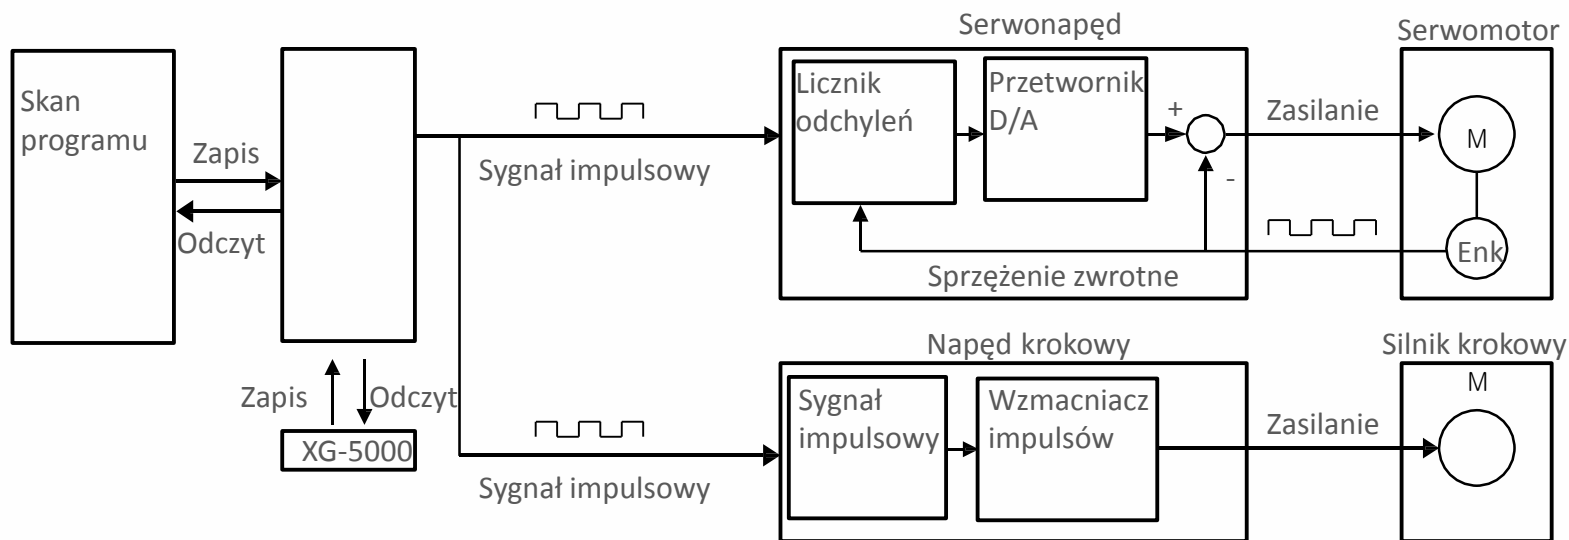 Serwonapęd
Serwomotor
Skan
programu
Zapis
Odczyt
Sygnał impulsowy
Licznik
odchyleń
Przetwornik
D/A
+
-
Zasilanie
M
Enk
Sprzężenie zwrotne
Zapis
Odczyt
XG-5000
Sygnał impulsowy
Napęd krokowy
Silnik krokowy
Sygnał
impulsowy
Wzmacniacz
impulsów
Zasilanie
M